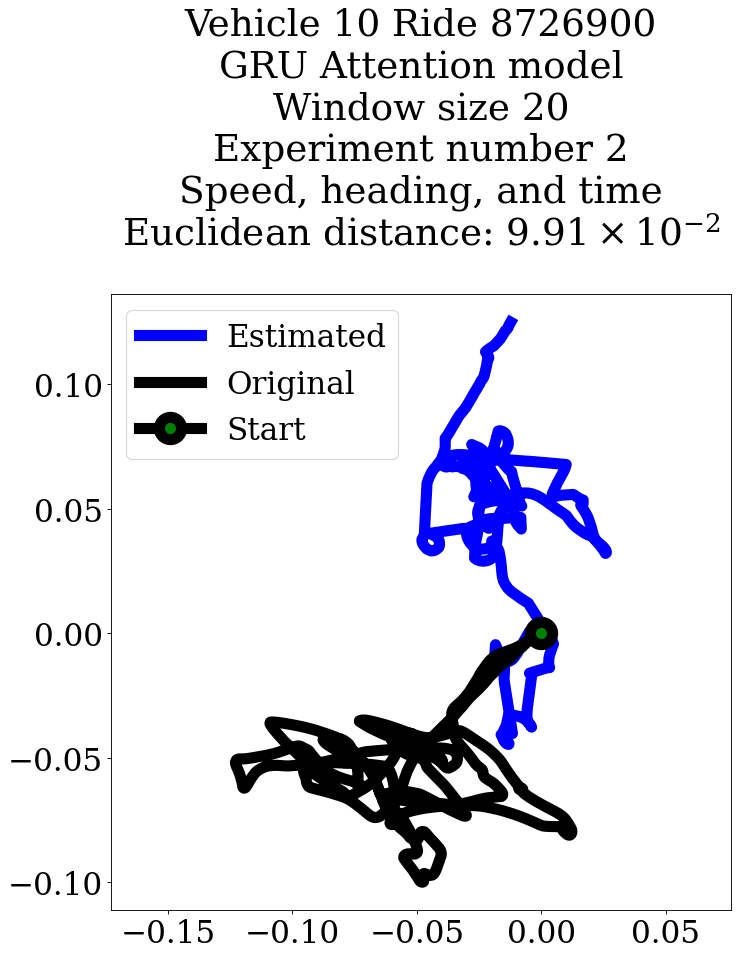 Vehicle 10 Ride 8726900
GRU Attention model
Window size 20
Experiment number 2
Speed, heading, and time
Euclidean distance: 9.91 × 10⁻²
Estimated
Original
Start
0.10
0.05
0.00
−0.05
−0.10
−0.15
−0.10
−0.05
0.00
0.05